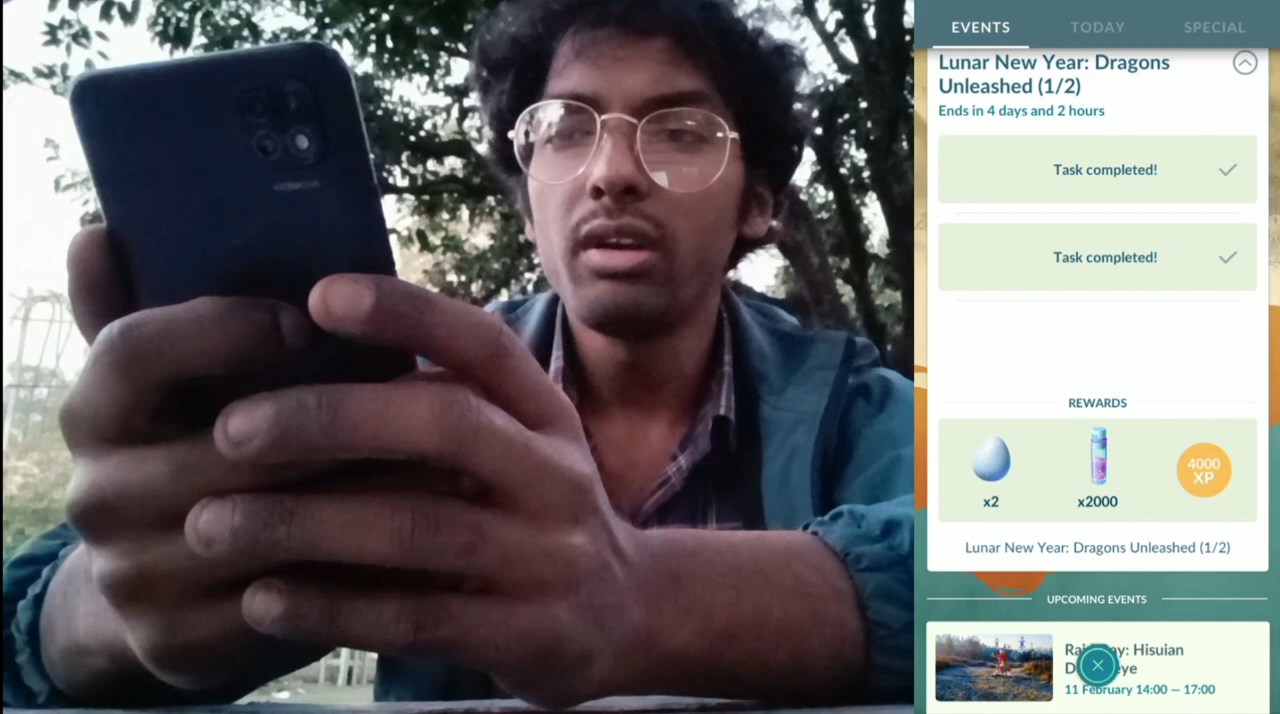 EVENTS
TODAY
SPECIAL
Lunar New Year: Dragons
Unleashed (1/2)
Ends in 4 days and 2 hours
Task completed!
Task completed!
REWARDS
4000
XP
x2
x2000
Lunar New Year: Dragons Unleashed (1/2)
UPCOMING EVENTS
Hisuian
11 February 14:00 — 17:00